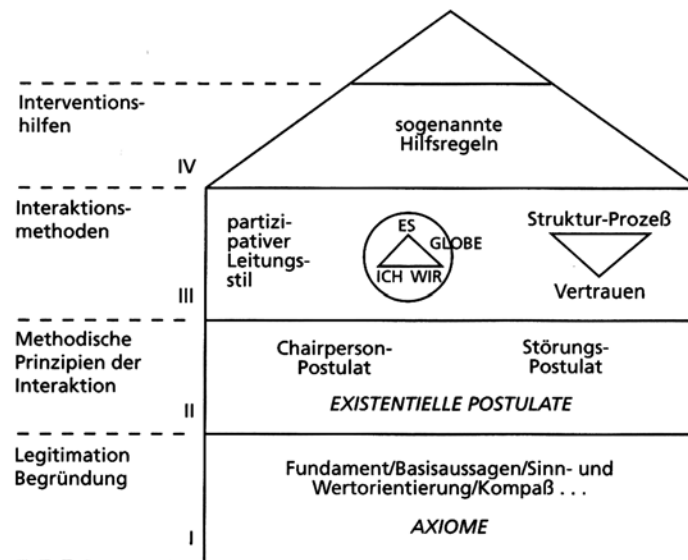 Interventions-
hilfen
IV
sogenannte
Hilfsregeln
Interaktions-
methoden
III
partizi-
pativer
Leitungs-
stil
ES
GLOBE
ICH WIR
Struktur-Prozeß
Vertrauen
Methodische
Prinzipien der
Interaktion
II
Chairperson-
Postulat
Störungs-
Postulat
EXISTENTIELLE POSTULATE
Legitimation
Begründung
I
Fundament/Basisaussagen/Sinn- und
Wertorientierung/Kompaß . . .
AXIOME